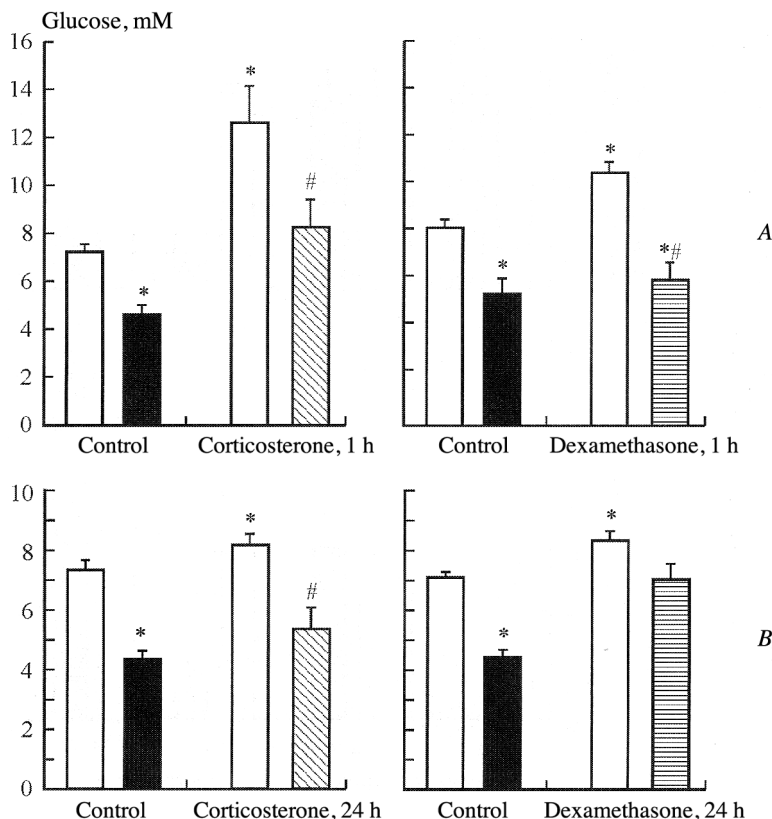 Glucose, mM
16
14
12
10
8
6
4
2
0
*
*
#
*
*
*#
Control
Corticosterone, 1 h
Control
Dexamethasone, 1 h
A
10
8
6
4
2
0
*
*
#
*
*
Control
Corticosterone, 24 h
Control
Dexamethasone, 24 h
B